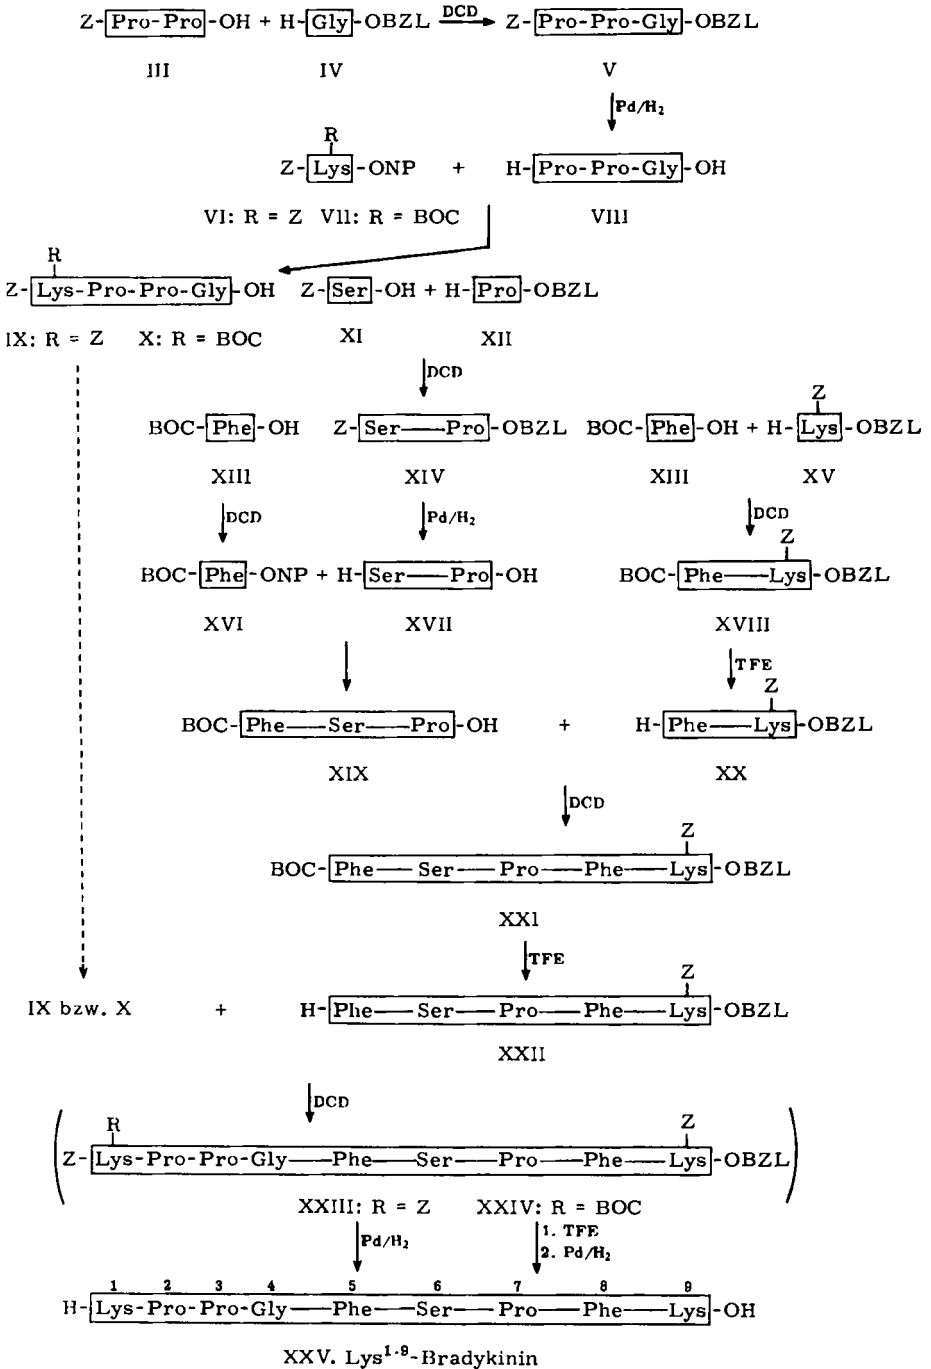 Z-Pro-Pro-OH + H-Gly-OBZL DCD Z-Pro-Pro-Gly-OBZL
III IV V
Pd/H2
R
Z-Lys-ONP + H-Pro-Pro-Gly-OH
VI: R = Z VII: R = BOC VIII
R
Z-Lys-Pro-Pro-Gly-OH Z-Ser-OH + H-Pro-OBZL
IX: R = Z X: R = BOC XI XII
DCD
Z
BOC-Phe-OH Z-Ser—Pro-OBZL BOC-Phe-OH + H-Lys-OBZL
XIII XIV XIII XV
DCD Pd/H2 DCD
Z
BOC-Phe-ONP + H-Ser—Pro-OH BOC-Phe—Lys-OBZL
XVI XVII XVIII
TFE
Z
BOC-Phe—Ser—Pro-OH + H-Phe—Lys-OBZL
XIX XX
DCD
Z
BOC-Phe—Ser—Pro—Phe—Lys-OBZL
XXI
TFE
Z
IX bzw. X + H-Phe—Ser—Pro—Phe—Lys-OBZL
XXII
DCD
R Z
(Z-Lys-Pro-Pro-Gly—Phe—Ser—Pro—Phe—Lys-OBZL)
XXIII: R = Z XXIV: R = BOC
Pd/H2 1. TFE
2. Pd/H2
1 2 3 4 5 6 7 8 9
H-Lys-Pro-Pro-Gly—Phe—Ser—Pro—Phe—Lys-OH
XXV. Lys1·9-Bradykinin